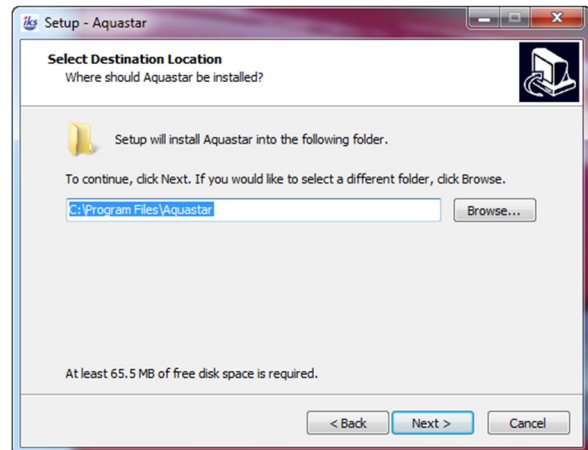 iks Setup - Aquastar
Select Destination Location
Where should Aquastar be installed?
Setup will install Aquastar into the following folder.
To continue, click Next. If you would like to select a different folder, click Browse.
C:\Program Files\Aquastar
Browse...
At least 65.5 MB of free disk space is required.
< Back
Next >
Cancel